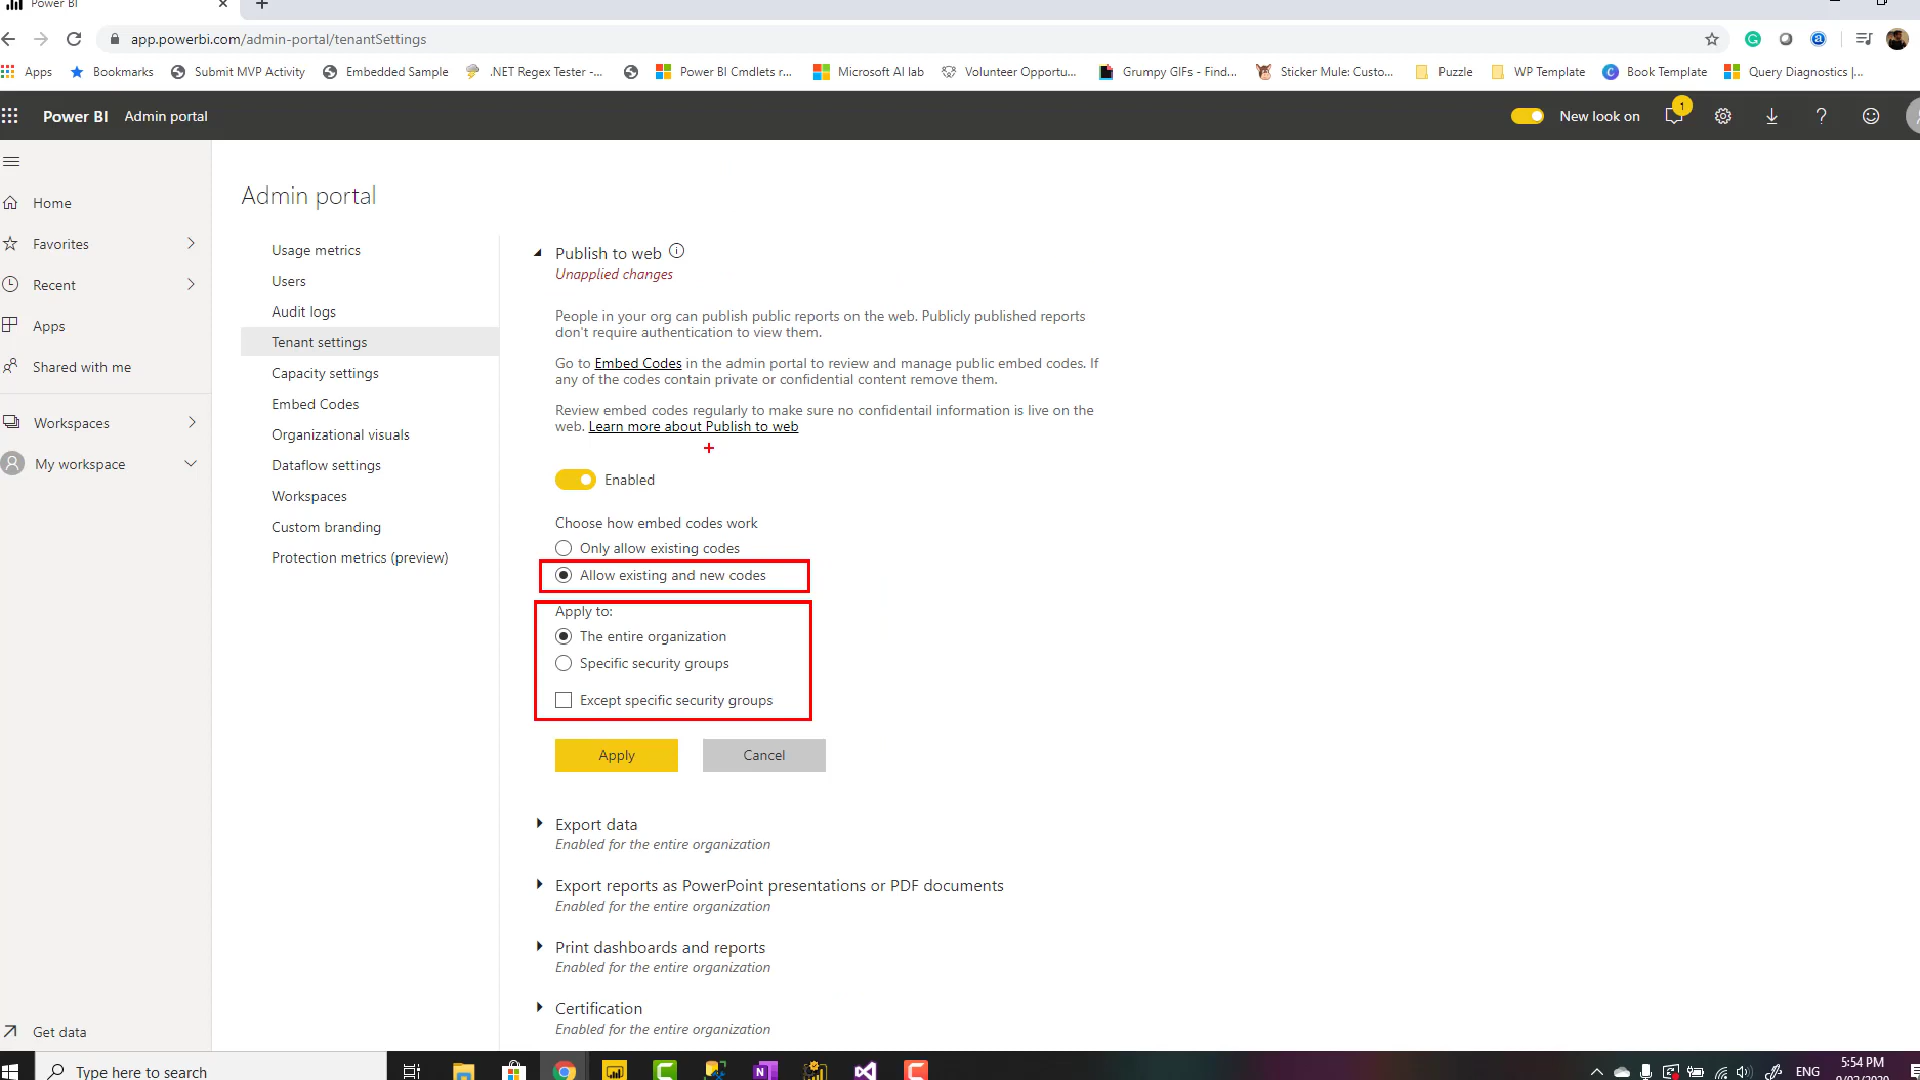 Power BI
app.powerbi.com/admin-portal/tenantSettings
Apps Bookmarks Submit MVP Activity Embedded Sample .NET Regex Tester -... Power BI Cmdlets r... Microsoft AI lab Volunteer Opportu... Grumpy GIFs - Find... Sticker Mule: Custo... Puzzle WP Template Book Template Query Diagnostics |...
Power BI Admin portal New look on 1
Home
Favorites
Recent
Apps
Shared with me
Workspaces
My workspace
Get data
Admin portal
Usage metrics
Users
Audit logs
Tenant settings
Capacity settings
Embed Codes
Organizational visuals
Dataflow settings
Workspaces
Custom branding
Protection metrics (preview)
Publish to web
Unapplied changes
People in your org can publish public reports on the web. Publicly published reports
don't require authentication to view them.
Go to Embed Codes in the admin portal to review and manage public embed codes. If
any of the codes contain private or confidential content remove them.
Review embed codes regularly to make sure no confidentail information is live on the
web. Learn more about Publish to web
Enabled
Choose how embed codes work
Only allow existing codes
Allow existing and new codes
Apply to:
The entire organization
Specific security groups
Except specific security groups
Apply Cancel
Export data
Enabled for the entire organization
Export reports as PowerPoint presentations or PDF documents
Enabled for the entire organization
Print dashboards and reports
Enabled for the entire organization
Certification
Enabled for the entire organization
Type here to search
ENG
5:54 PM